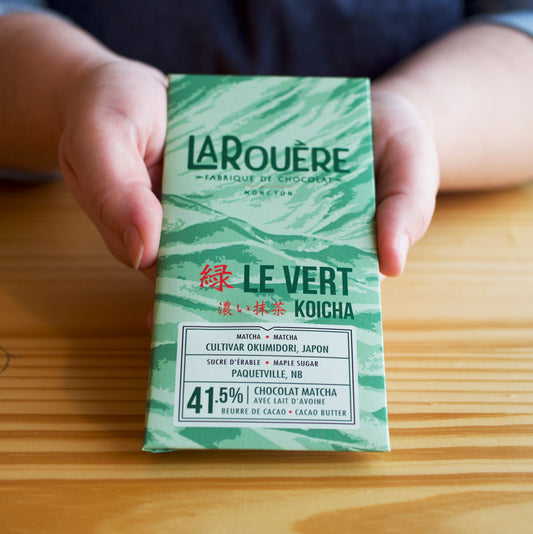 LAROUÈRE
FABRIQUE DE CHOCOLAT
MONCTON
緑 LE VERT
濃い抹茶 KOICHA
MATCHA • MATCHA
CULTIVAR OKUMIDORI, JAPON
SUCRE D'ÉRABLE • MAPLE SUGAR
PAQUETVILLE, NB
41.5% CHOCOLAT MATCHA
AVEC LAIT D'AVOINE
BEURRE DE CACAO • CACAO BUTTER